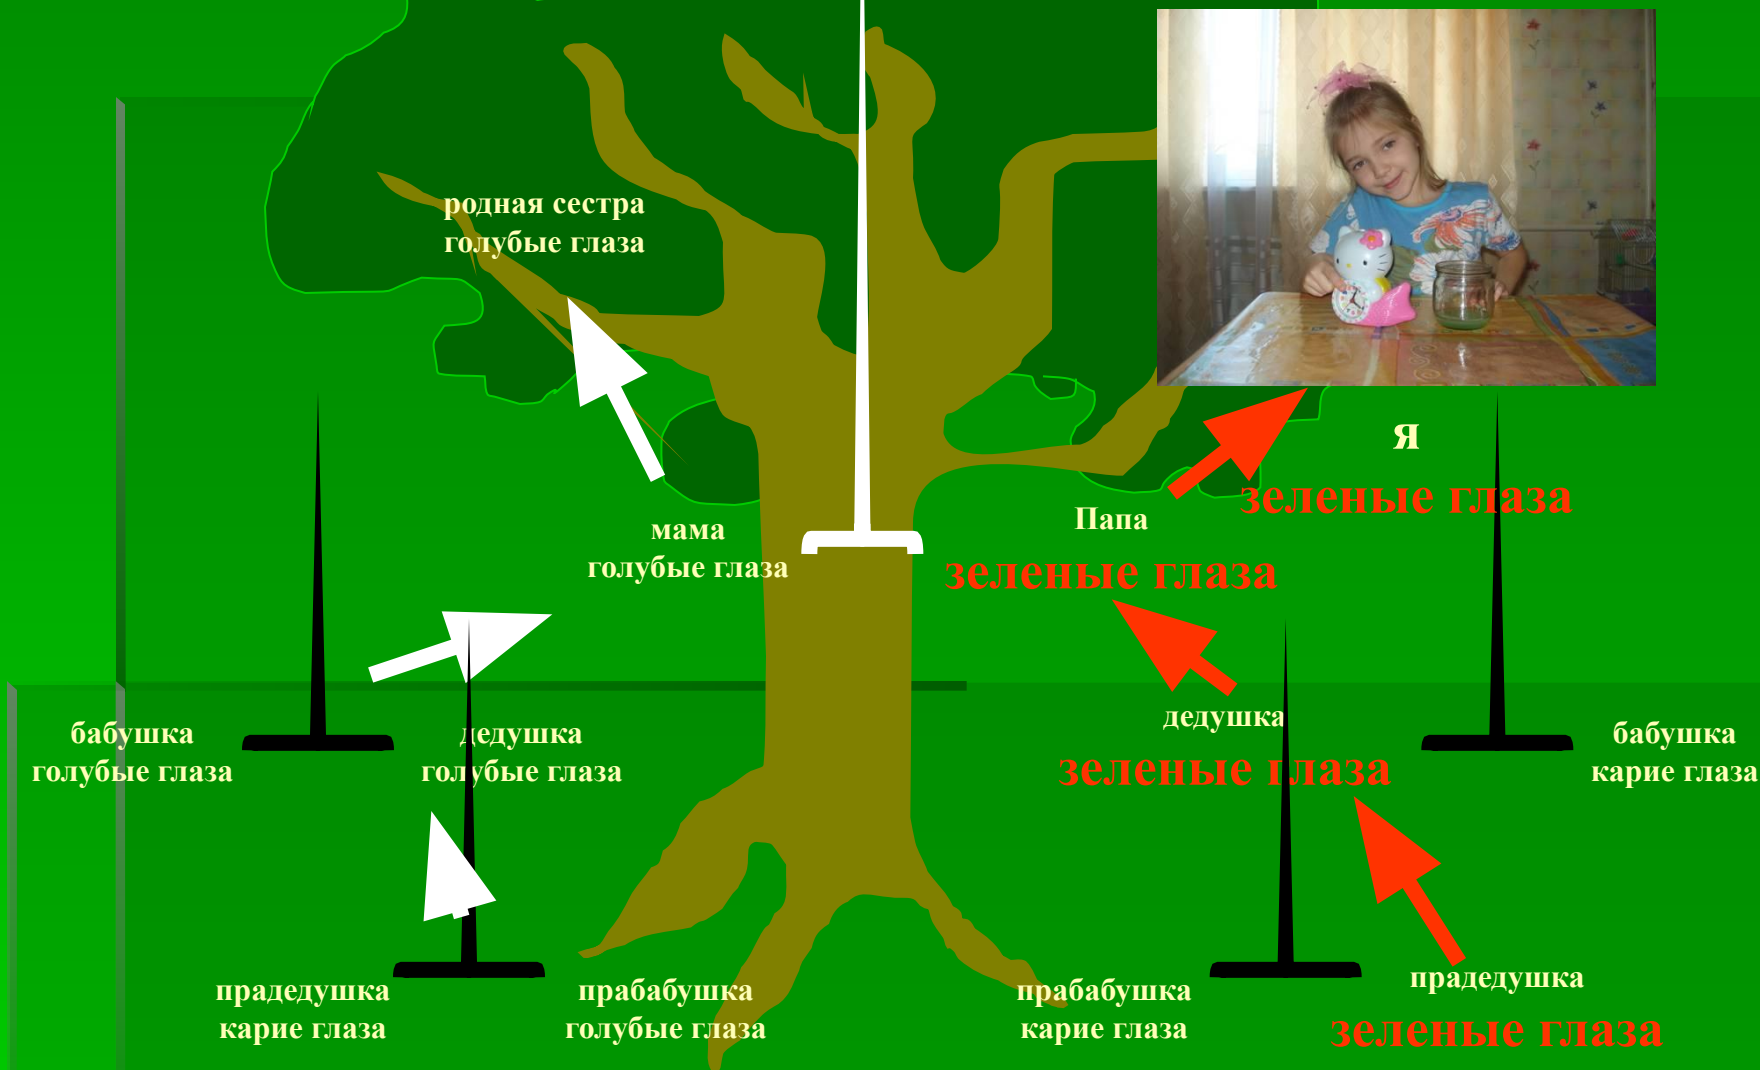 родная сестра
голубые глаза
я
зеленые глаза
мама
голубые глаза
Папа
зеленые глаза
бабушка
голубые глаза
дедушка
голубые глаза
дедушка
зеленые глаза
бабушка
карие глаза
прадедушка
карие глаза
прабабушка
голубые глаза
прабабушка
карие глаза
прадедушка
зеленые глаза